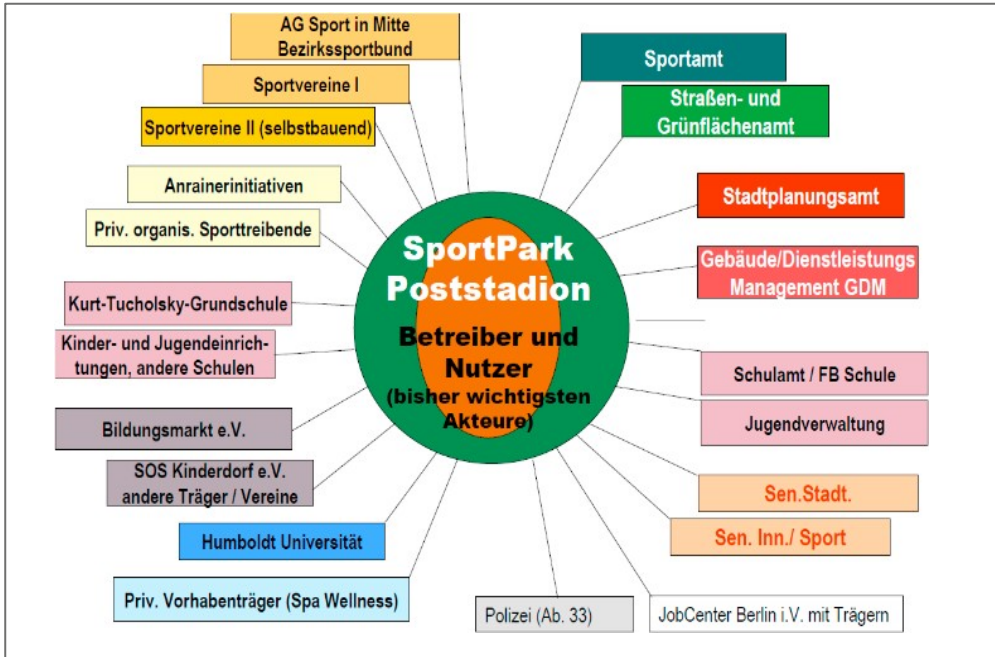 AG Sport in Mitte
Bezirkssportbund
Sportvereine I
Sportvereine II (selbstbauend)
Anrainerinitiativen
Priv. organis. Sporttreibende
Kurt-Tucholsky-Grundschule
Kinder- und Jugendeinrich-
tungen, andere Schulen
Bildungsmarkt e.V.
SOS Kinderdorf e.V.
andere Träger / Vereine
Humboldt Universität
Priv. Vorhabenträger (Spa Wellness)
SportPark
Poststadion
Betreiber und
Nutzer
(bisher wichtigsten
Akteure)
Sportamt
Straßen- und
Grünflächenamt
Stadtplanungsamt
Gebäude/Dienstleistungs
Management GDM
Schulamt / FB Schule
Jugendverwaltung
Sen.Stadt.
Sen. Inn./ Sport
Polizei (Ab. 33)
JobCenter Berlin i.V. mit Trägern